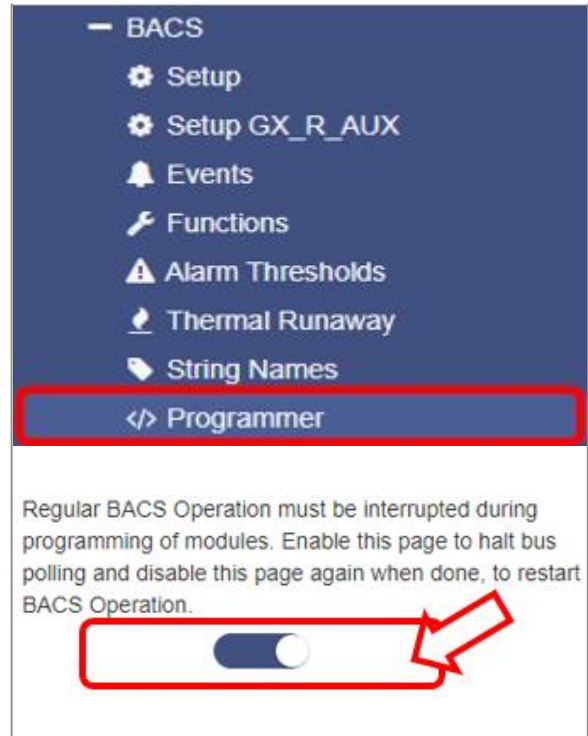 BACS
Setup
Setup GX_R_AUX
Events
Functions
Alarm Thresholds
Thermal Runaway
String Names
</> Programmer
Regular BACS Operation must be interrupted during
programming of modules. Enable this page to halt bus
polling and disable this page again when done, to restart
BACS Operation.